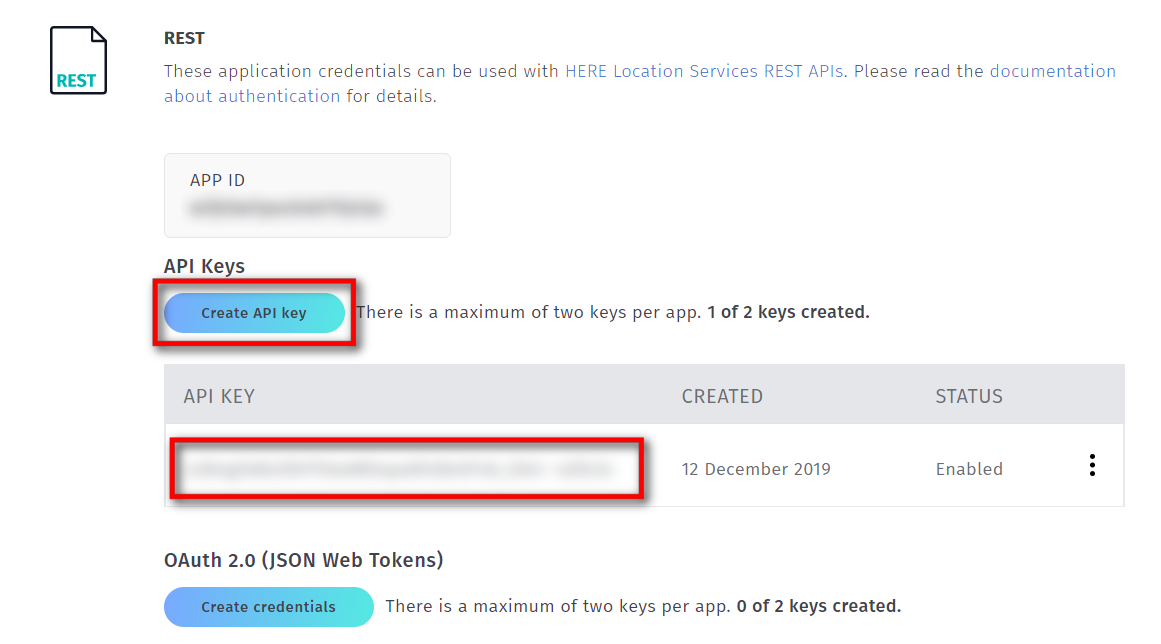 REST
REST
These application credentials can be used with HERE Location Services REST APIs. Please read the documentation
about authentication for details.
APP ID
API Keys
Create API key There is a maximum of two keys per app. 1 of 2 keys created.
API KEY CREATED STATUS
12 December 2019 Enabled
OAuth 2.0 (JSON Web Tokens)
Create credentials There is a maximum of two keys per app. 0 of 2 keys created.